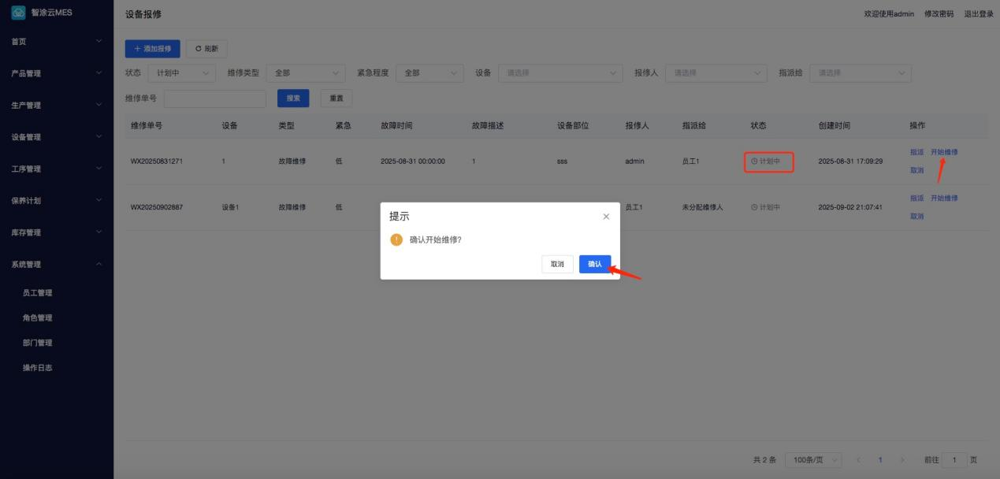 智涂云MES
设备报修
欢迎使用admin 修改密码 退出登录
首页
产品管理
生产管理
设备管理
工序管理
保养计划
库存管理
系统管理
员工管理
角色管理
部门管理
操作日志
+ 添加报修 刷新
状态 计划中 维修类型 全部 紧急程度 全部 设备 请选择 报修人 请选择 指派给 请选择
维修单号 搜索 重置
维修单号 设备 类型 紧急 故障时间 故障描述 设备部位 报修人 指派给 状态 创建时间 操作
WX20250831271 1 故障维修 低 2025-08-31 00:00:00 1 sss admin 员工1 计划中 2025-08-31 17:09:29 指派 开始维修
取消
WX20250902887 设备1 故障维修 低 员工1 未分配维修人 计划中 2025-09-02 21:07:41 指派 开始维修
取消
提示
确认开始维修?
取消 确认
共 2 条 100条/页 1 前往 1 页